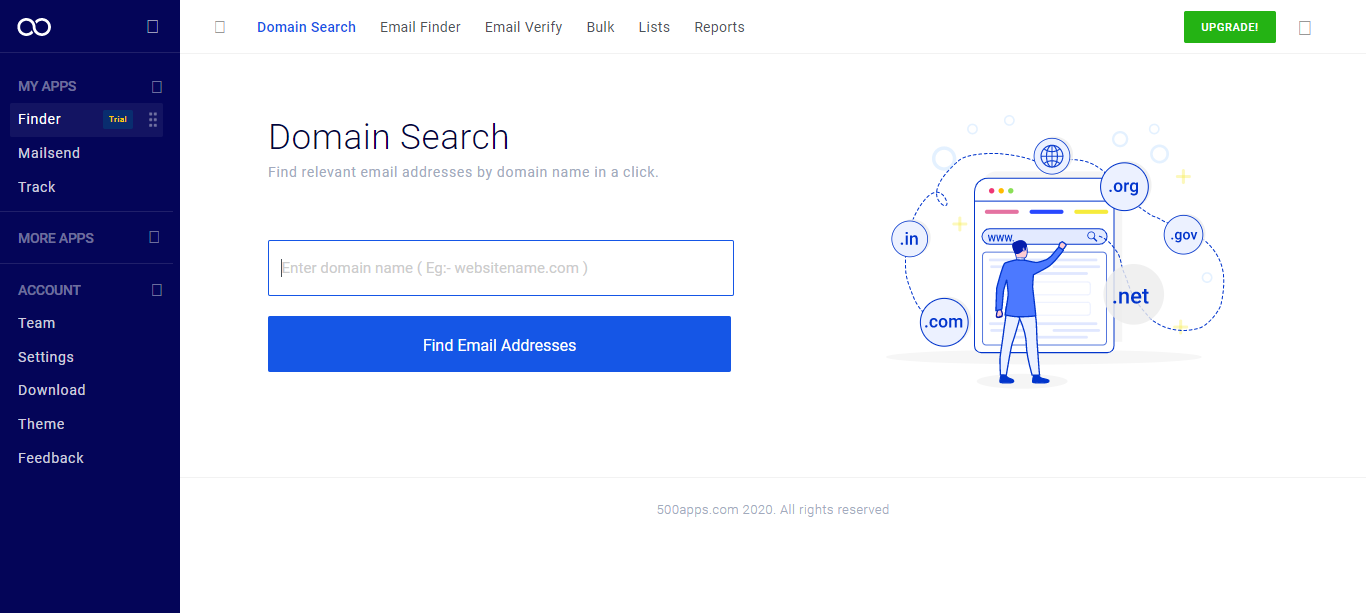 MY APPS
Finder Trial
Mailsend
Track
MORE APPS
ACCOUNT
Team
Settings
Download
Theme
Feedback
Domain Search Email Finder Email Verify Bulk Lists Reports UPGRADE!
Domain Search
Find relevant email addresses by domain name in a click.
Enter domain name ( Eg:- websitename.com )
Find Email Addresses
.org
.in
www.
.gov
.net
.com
500apps.com 2020. All rights reserved